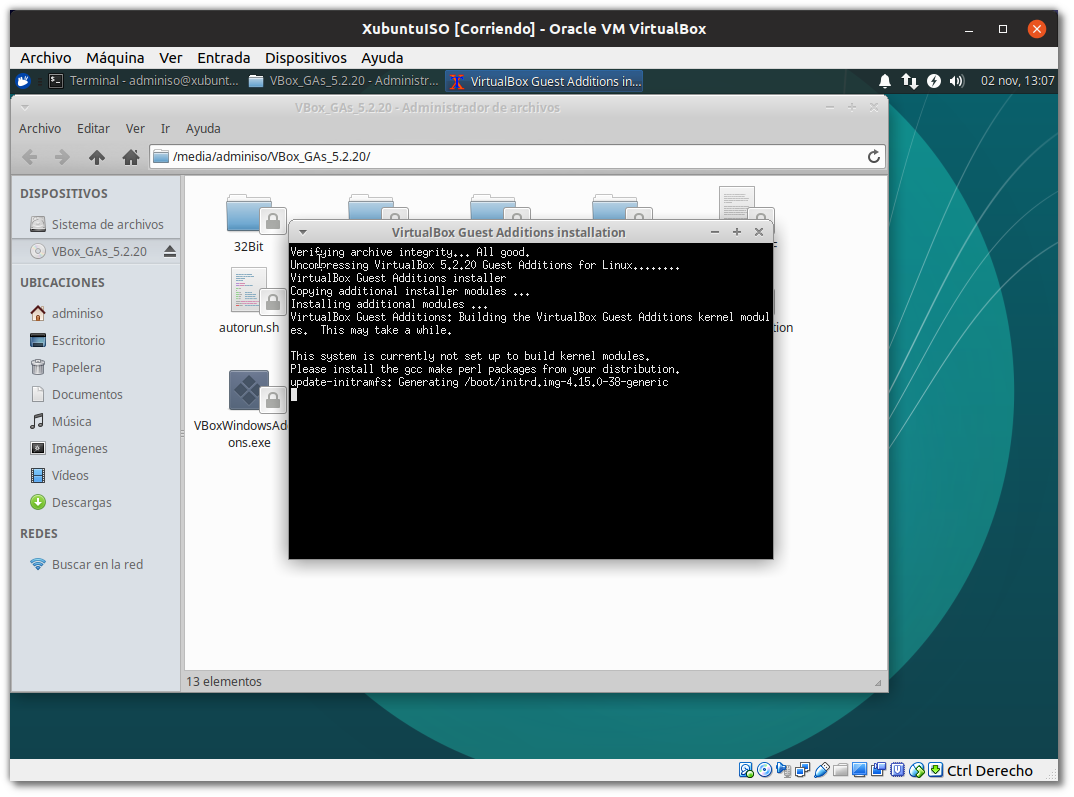 XubuntuISO [Corriendo] - Oracle VM VirtualBox
Archivo Máquina Ver Entrada Dispositivos Ayuda
Terminal - adminiso@xubunt... VBox_GAs_5.2.20 - Administr... VirtualBox Guest Additions in... 02 nov, 13:07
VBox_GAs_5.2.20 - Administrador de archivos
Archivo Editar Ver Ir Ayuda
/media/adminiso/VBox_GAs_5.2.20/
DISPOSITIVOS
Sistema de archivos
VBox_GAs_5.2.20
UBICACIONES
adminiso
Escritorio
Papelera
Documentos
Música
Imágenes
Vídeos
Descargas
REDES
Buscar en la red
32Bit
autorun.sh
VBoxWindowsAd
ons.exe
ion
VirtualBox Guest Additions installation
Verifying archive integrity... All good.
Uncompressing VirtualBox 5.2.20 Guest Additions for Linux........
VirtualBox Guest Additions installer
Copying additional installer modules ...
Installing additional modules ...
VirtualBox Guest Additions: Building the VirtualBox Guest Additions kernel modul
es.  This may take a while.
This system is currently not set up to build kernel modules.
Please install the gcc make perl packages from your distribution.
update-initramfs: Generating /boot/initrd.img-4.15.0-38-generic
13 elementos
Ctrl Derecho